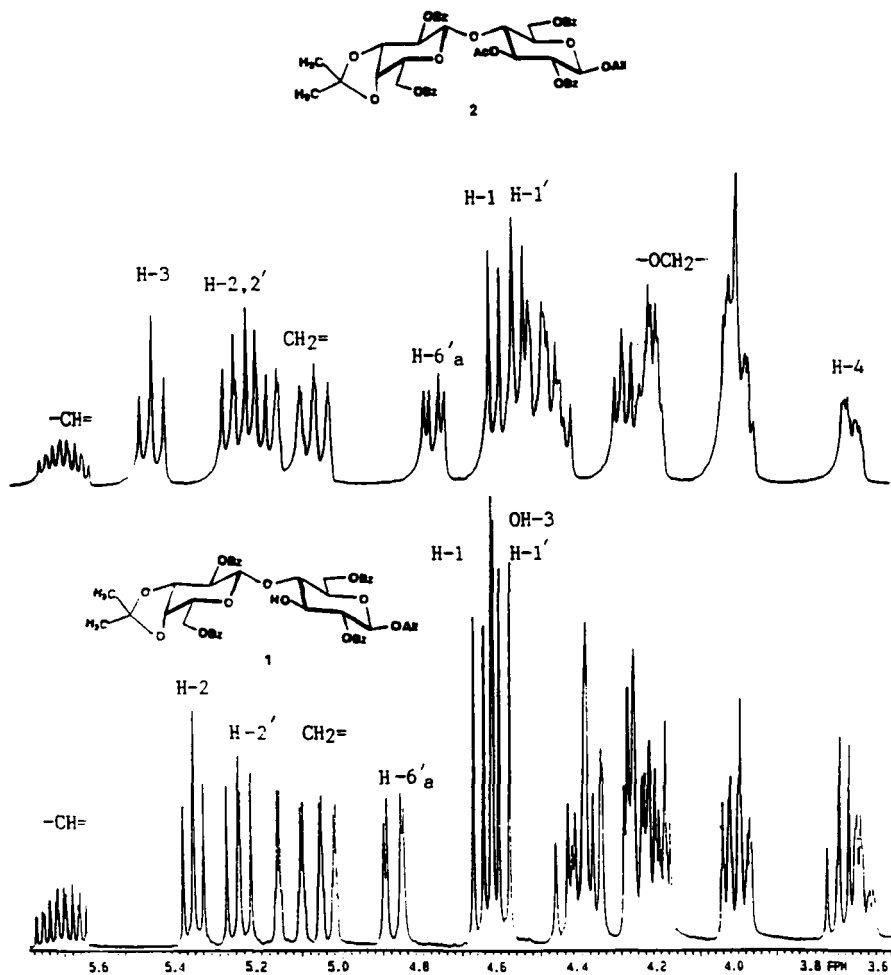 OBz
OBz
O
O
O
O
AcO
OAll
H₃C
H₃C
O
O
OBz
OBz
2
H-1
H-1′
H-3
H-2,2′
-OCH₂-
CH₂=
H-6′a
H-4
-CH=
OH-3
H-1
H-1′
OBz
OBz
O
O
O
O
HO
OAll
H₃C
H₃C
O
O
OBz
OBz
1
H-2
H-2′
CH₂=
H-6′a
-CH=
5.6 5.4 5.2 5.0 4.8 4.6 4.4 4.2 4.0 3.8 PPM 3.6